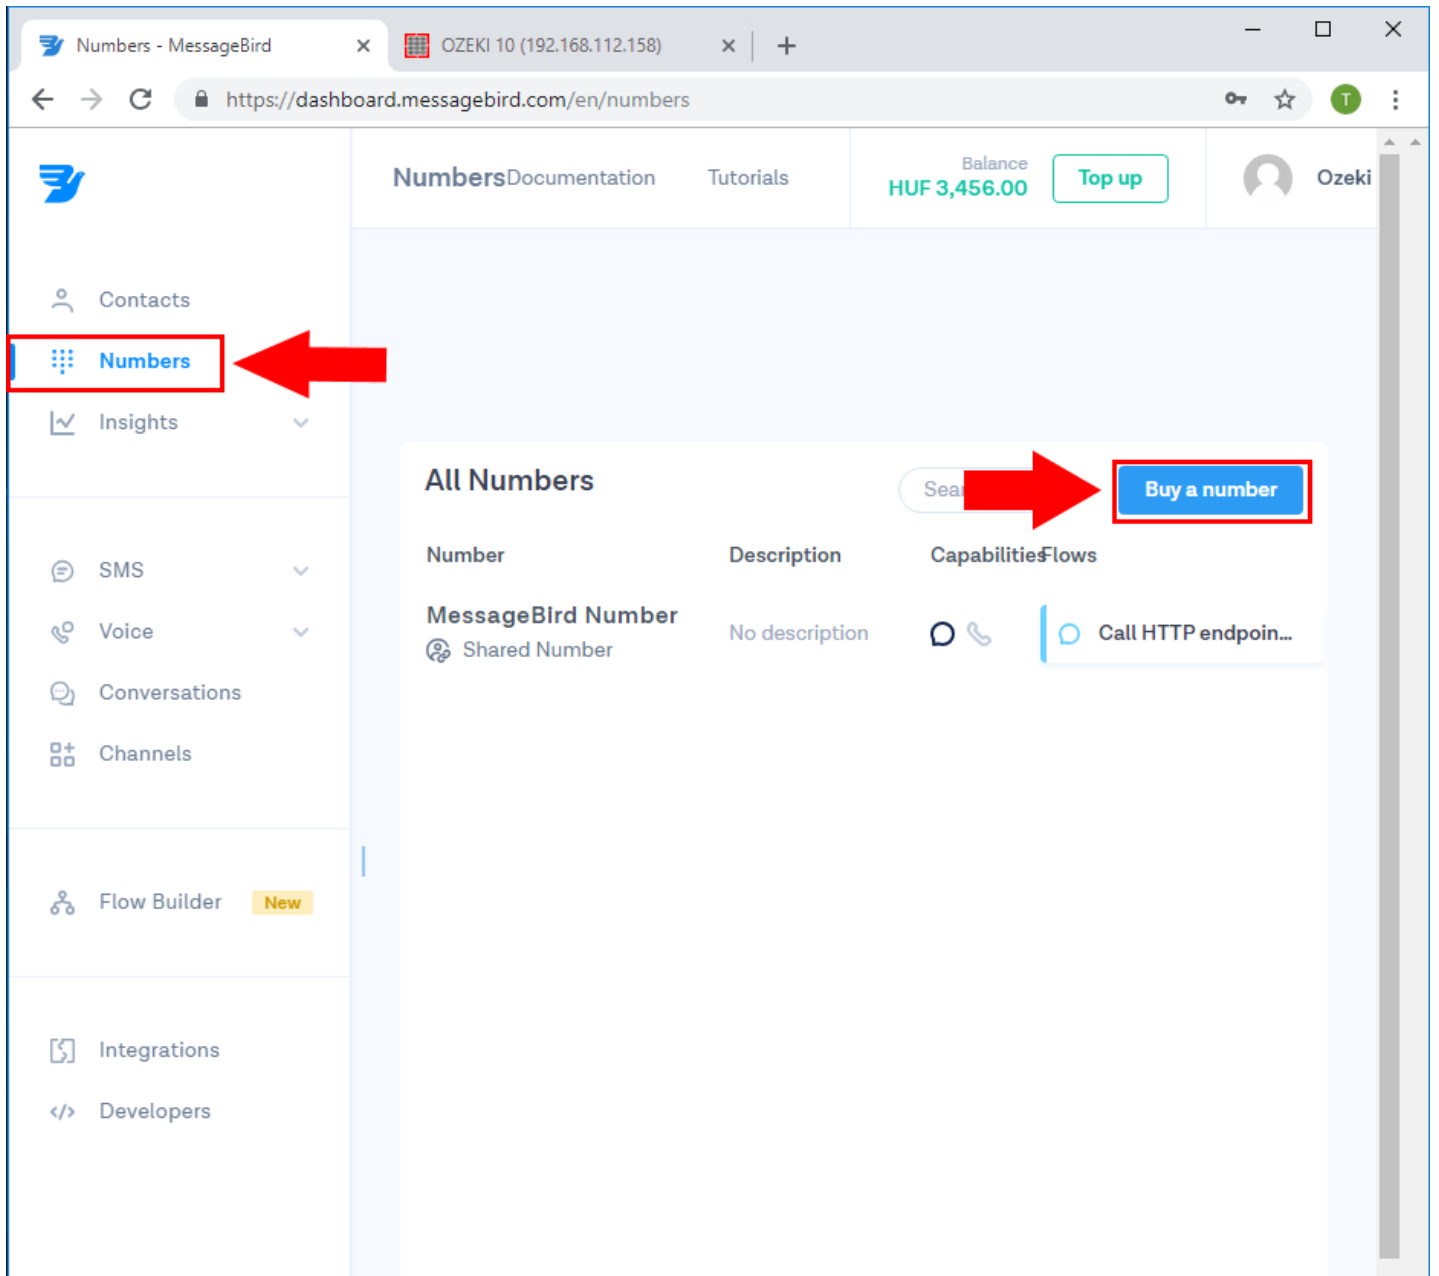 Numbers - MessageBird
OZEKI 10 (192.168.112.158)
https://dashboard.messagebird.com/en/numbers
T
Numbers
Documentation
Tutorials
Balance
HUF 3,456.00
Top up
Ozeki
Contacts
Numbers
Insights
SMS
Voice
Conversations
Channels
Flow Builder
New
Integrations
Developers
All Numbers
Buy a number
Number
Description
Capabilities
Flows
MessageBird Number
Shared Number
No description
Call HTTP endpoin...